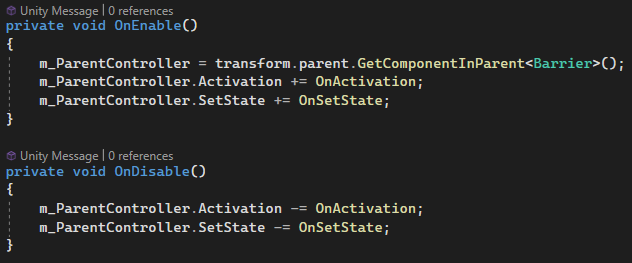 Unity Message | 0 references
private void OnEnable()
{
m_ParentController = transform.parent.GetComponentInParent<Barrier>();
m_ParentController.Activation += OnActivation;
m_ParentController.SetState += OnSetState;
}
Unity Message | 0 references
private void OnDisable()
{
m_ParentController.Activation -= OnActivation;
m_ParentController.SetState -= OnSetState;
}